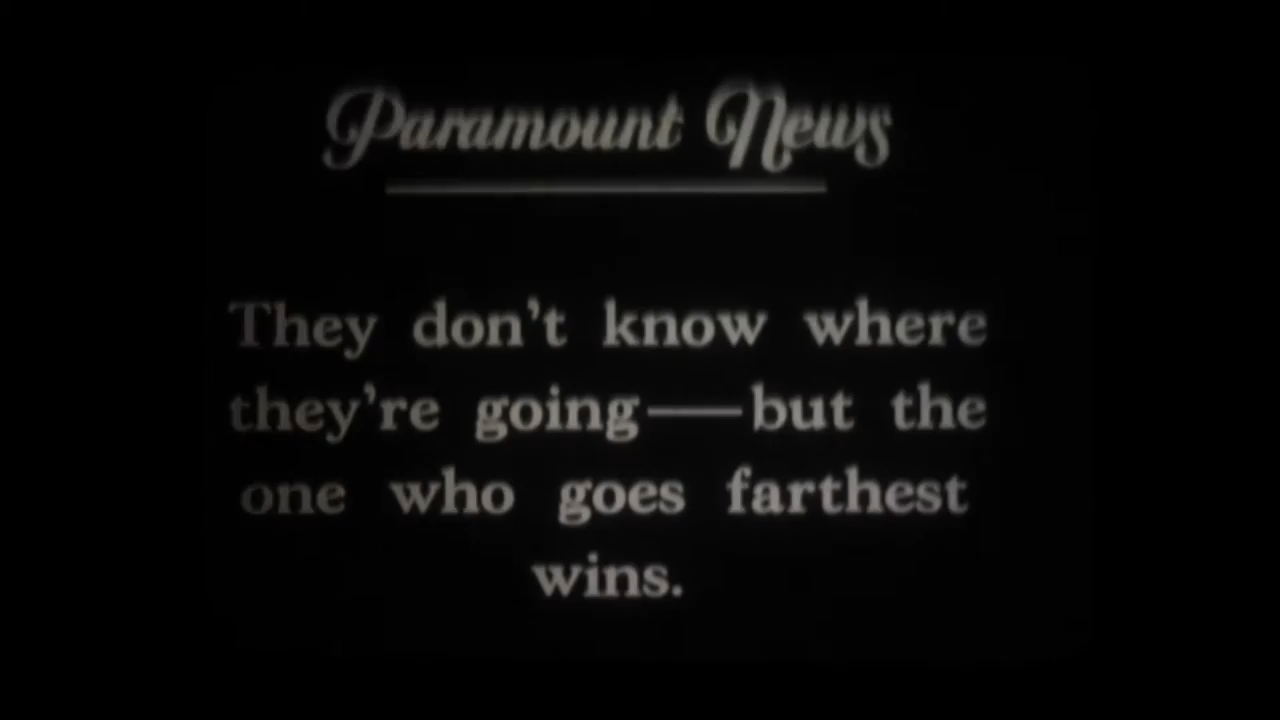 Paramount News
They don't know where
they're going—but the
one who goes farthest
wins.